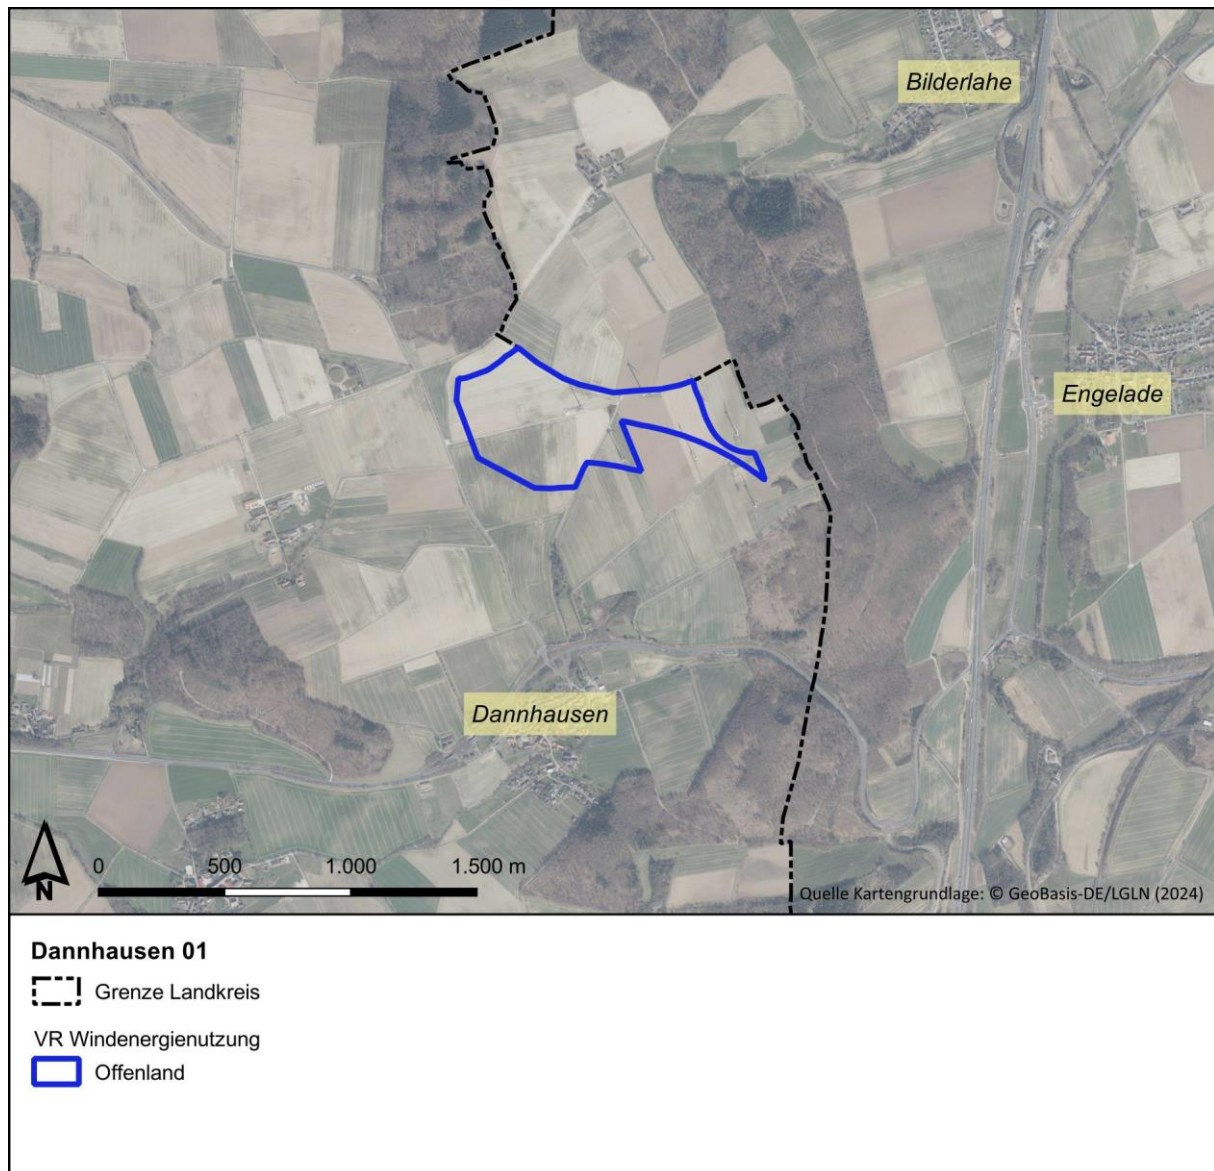 Bilderlahe
Engelade
Dannhausen
N
0 500 1.000 1.500 m
Quelle Kartengrundlage: © GeoBasis-DE/LGLN (2024)
Dannhausen 01
Grenze Landkreis
VR Windenergienutzung
Offenland